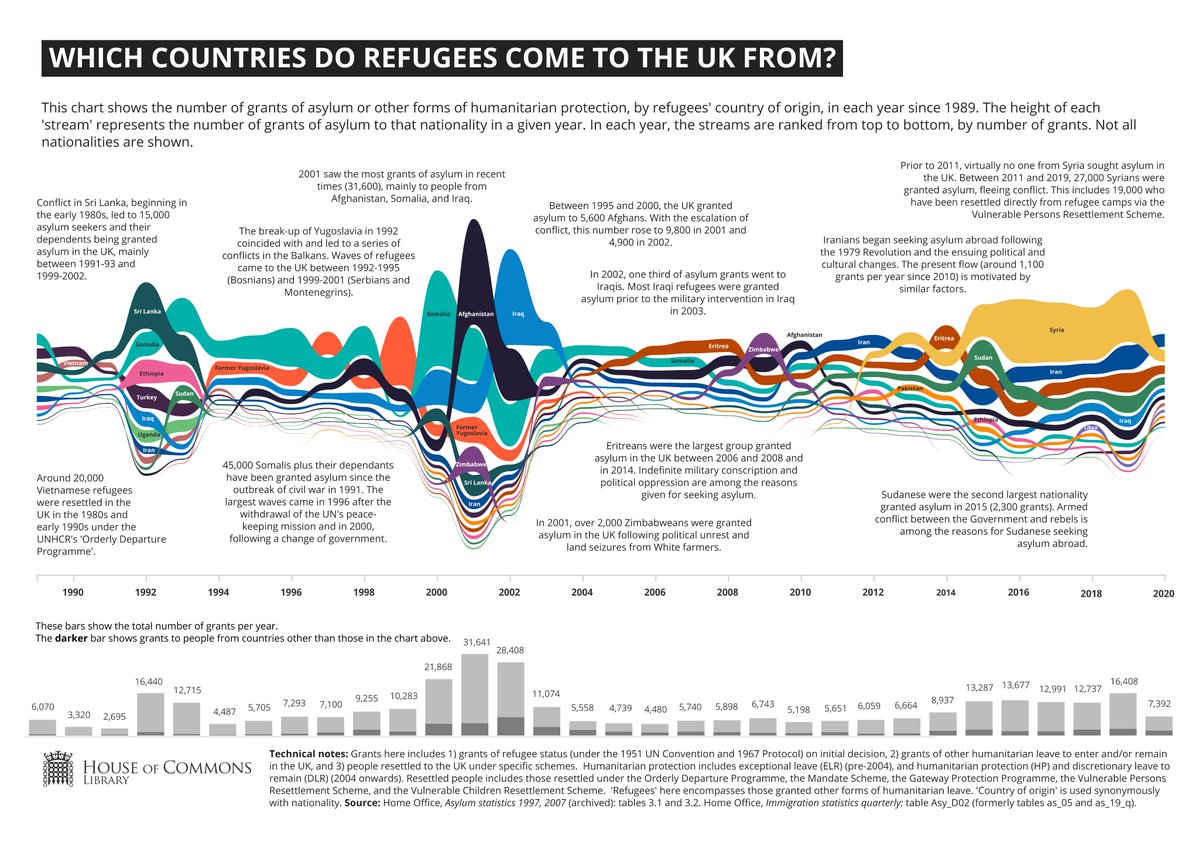 WHICH COUNTRIES DO REFUGEES COME TO THE UK FROM?
This chart shows the number of grants of asylum or other forms of humanitarian protection, by refugees' country of origin, in each year since 1989. The height of each
'stream' represents the number of grants of asylum to that nationality in a given year. In each year, the streams are ranked from top to bottom, by number of grants. Not all
nationalities are shown.
Conflict in Sri Lanka, beginning in
the early 1980s, led to 15,000
asylum seekers and their
dependents being granted
asylum in the UK, mainly
between 1991-93 and
1999-2002.
2001 saw the most grants of asylum in recent
times (31,600), mainly to people from
Afghanistan, Somalia, and Iraq.
The break-up of Yugoslavia in 1992
coincided with and led to a series of
conflicts in the Balkans. Waves of refugees
came to the UK between 1992-1995
(Bosnians) and 1999-2001 (Serbians and
Montenegrins).
Between 1995 and 2000, the UK granted
asylum to 5,600 Afghans. With the escalation of
conflict, this number rose to 9,800 in 2001 and
4,900 in 2002.
In 2002, one third of asylum grants went to
Iraqis. Most Iraqi refugees were granted
asylum prior to the military intervention in Iraq
in 2003.
Prior to 2011, virtually no one from Syria sought asylum in
the UK. Between 2011 and 2019, 27,000 Syrians were
granted asylum, fleeing conflict. This includes 19,000 who
have been resettled directly from refugee camps via the
Vulnerable Persons Resettlement Scheme.
Iranians began seeking asylum abroad following
the 1979 Revolution and the ensuing political and
cultural changes. The present flow (around 1,100
grants per year since 2010) is motivated by
similar factors.
Vietnam
Sri Lanka
Somalia
Ethiopia
Turkey
Sudan
Iraq
Uganda
Iran
Former Yugoslavia
Somalia
Afghanistan
Iraq
Former
Yugoslavia
Zimbabwe
Sri Lanka
Iran
Eritrea
Somalia
Zimbabwe
Afghanistan
Iran
Pakistan
Eritrea
Sudan
Ethiopia
Syria
Iran
Iraq
Around 20,000
Vietnamese refugees
were resettled in the
UK in the 1980s and
early 1990s under the
UNHCR's 'Orderly Departure
Programme'.
45,000 Somalis plus their dependants
have been granted asylum since the
outbreak of civil war in 1991. The
largest waves came in 1996 after the
withdrawal of the UN's peace-
keeping mission and in 2000,
following a change of government.
Eritreans were the largest group granted
asylum in the UK between 2006 and 2008 and
in 2014. Indefinite military conscription and
political oppression are among the reasons
given for seeking asylum.
In 2001, over 2,000 Zimbabweans were granted
asylum in the UK following political unrest and
land seizures from White farmers.
Sudanese were the second largest nationality
granted asylum in 2015 (2,300 grants). Armed
conflict between the Government and rebels is
among the reasons for Sudanese seeking
asylum abroad.
1990 1992 1994 1996 1998 2000 2002 2004 2006 2008 2010 2012 2014 2016 2018 2020
These bars show the total number of grants per year.
The darker bar shows grants to people from countries other than those in the chart above.
6,070 3,320 2,695 16,440 12,715 4,487 5,705 7,293 7,100 9,255 10,283 21,868 31,641 28,408 11,074 5,558 4,739 4,480 5,740 5,898 6,743 5,198 5,651 6,059 6,664 8,937 13,287 13,677 12,991 12,737 16,408 7,392
HOUSE OF COMMONS
LIBRARY
Technical notes: Grants here includes 1) grants of refugee status (under the 1951 UN Convention and 1967 Protocol) on initial decision, 2) grants of other humanitarian leave to enter and/or remain
in the UK, and 3) people resettled to the UK under specific schemes. Humanitarian protection includes exceptional leave (ELR) (pre-2004), and humanitarian protection (HP) and discretionary leave to
remain (DLR) (2004 onwards). Resettled people includes those resettled under the Orderly Departure Programme, the Mandate Scheme, the Gateway Protection Programme, the Vulnerable Persons
Resettlement Scheme, and the Vulnerable Children Resettlement Scheme. 'Refugees' here encompasses those granted other forms of humanitarian leave. 'Country of origin' is used synonymously
with nationality. Source: Home Office, Asylum statistics 1997, 2007 (archived): tables 3.1 and 3.2. Home Office, Immigration statistics quarterly: table Asy_D02 (formerly tables as_05 and as_19_q).